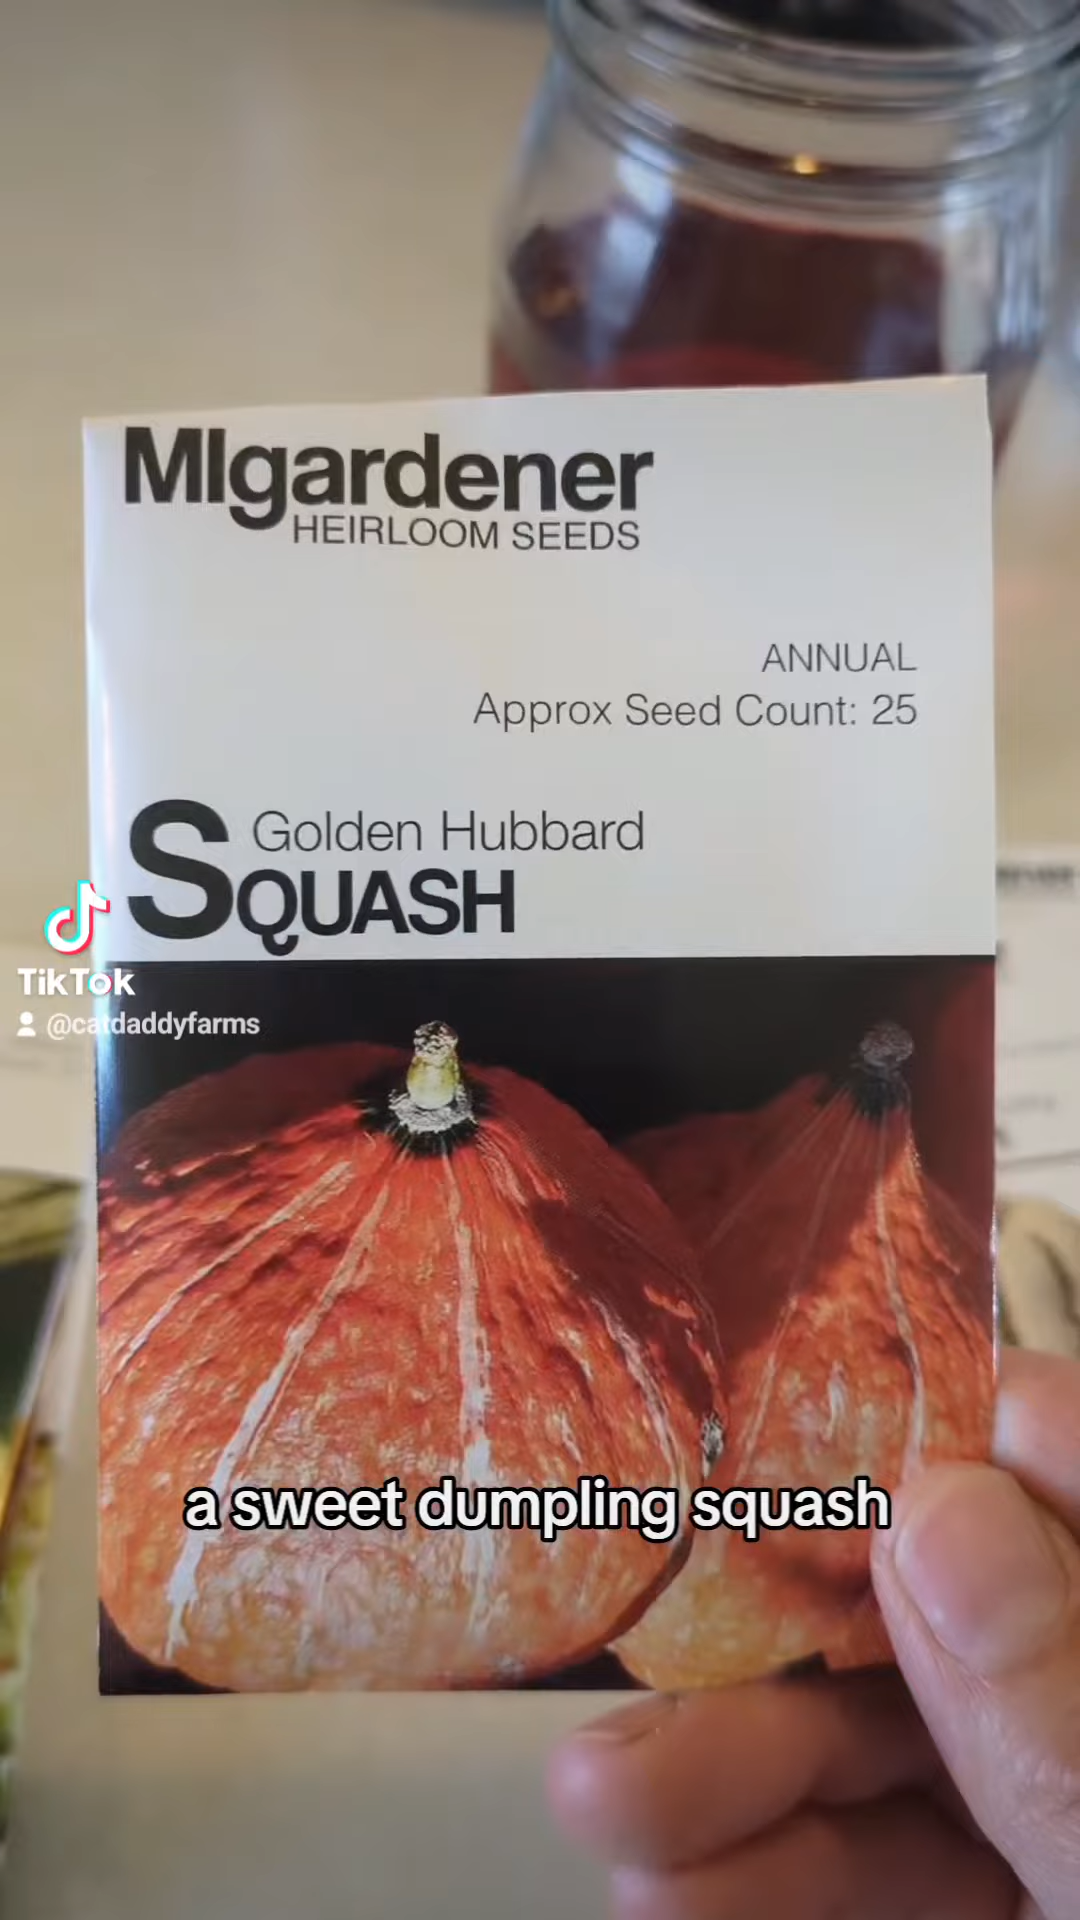 MIgardener
HEIRLOOM SEEDS
ANNUAL
Approx Seed Count: 25
Golden Hubbard
SQUASH
TikTok
@catdaddyfarms
a sweet dumpling squash